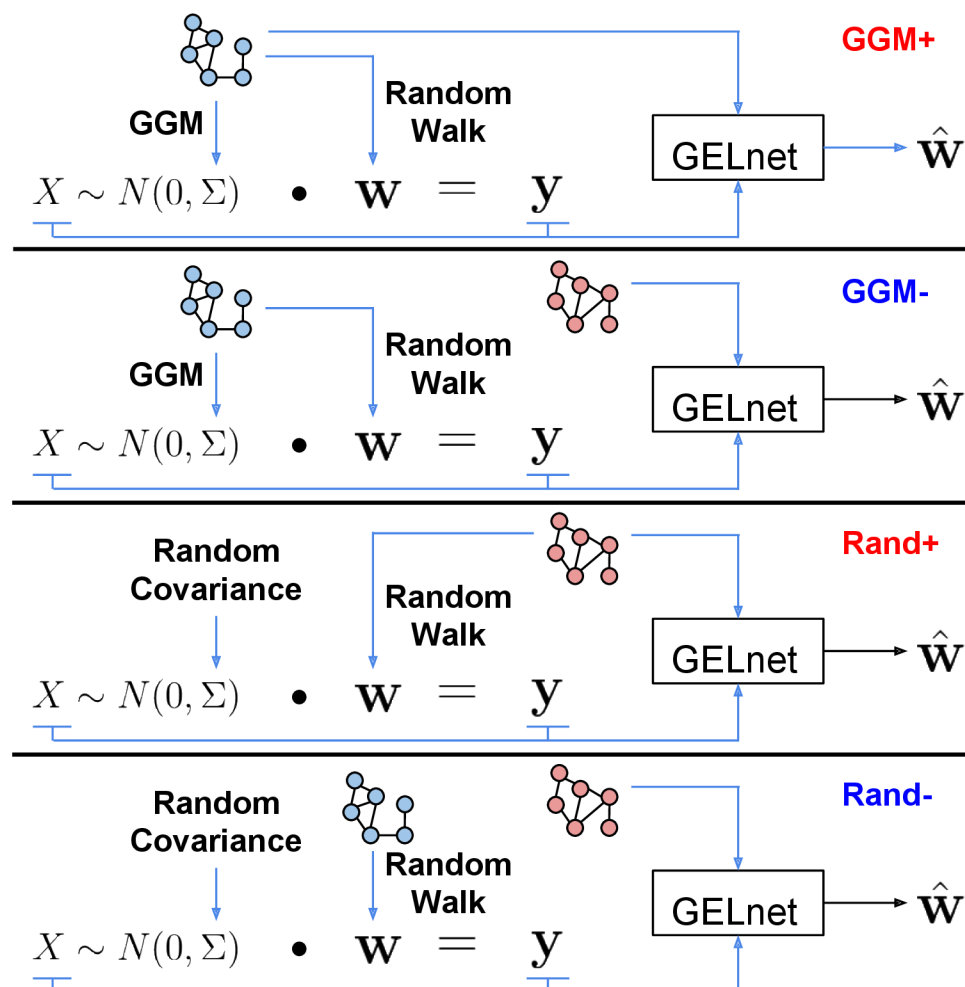 GGM+
GGM
Random
Walk
GELnet
ŵ
X ∼ N(0, Σ) • w = y
GGM-
GGM
Random
Walk
GELnet
ŵ
X ∼ N(0, Σ) • w = y
Rand+
Random
Covariance
Random
Walk
GELnet
ŵ
X ∼ N(0, Σ) • w = y
Rand-
Random
Covariance
Random
Walk
GELnet
ŵ
X ∼ N(0, Σ) • w = y